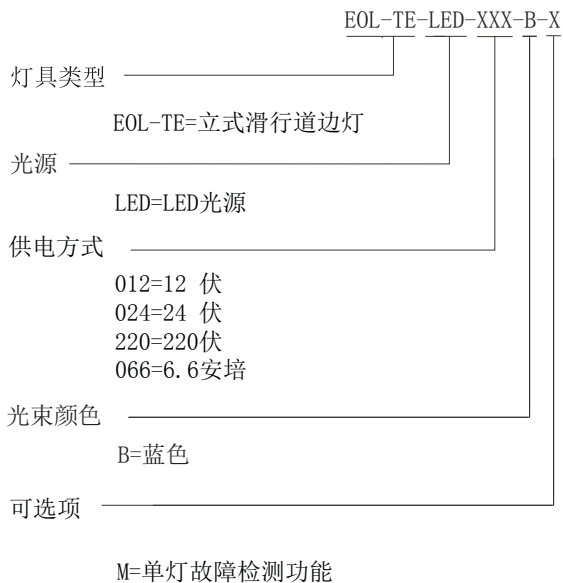 EOL-TE-LED-XXX-B-X
灯具类型
EOL-TE=立式滑行道边灯
光源
LED=LED光源
供电方式
012=12 伏
024=24 伏
220=220伏
066=6.6安培
光束颜色
B=蓝色
可选项
M=单灯故障检测功能